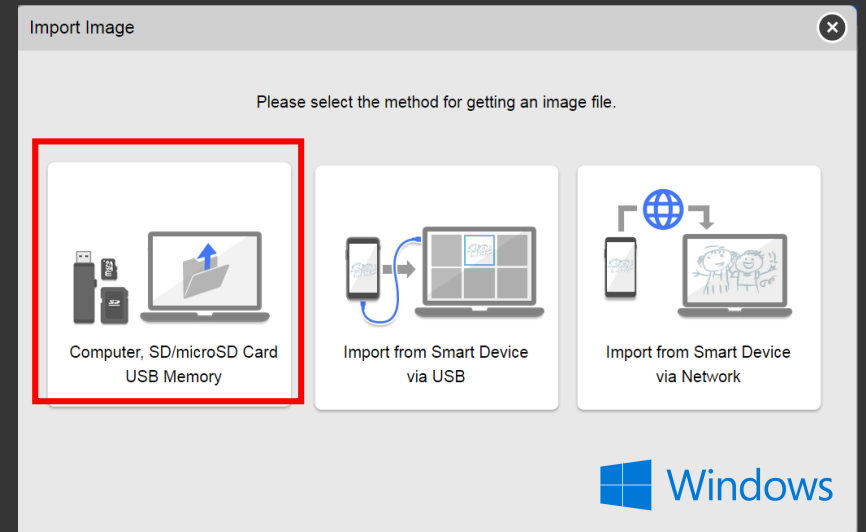 Import Image
Please select the method for getting an image file.
Computer, SD/microSD Card
USB Memory
Import from Smart Device
via USB
Import from Smart Device
via Network
Windows